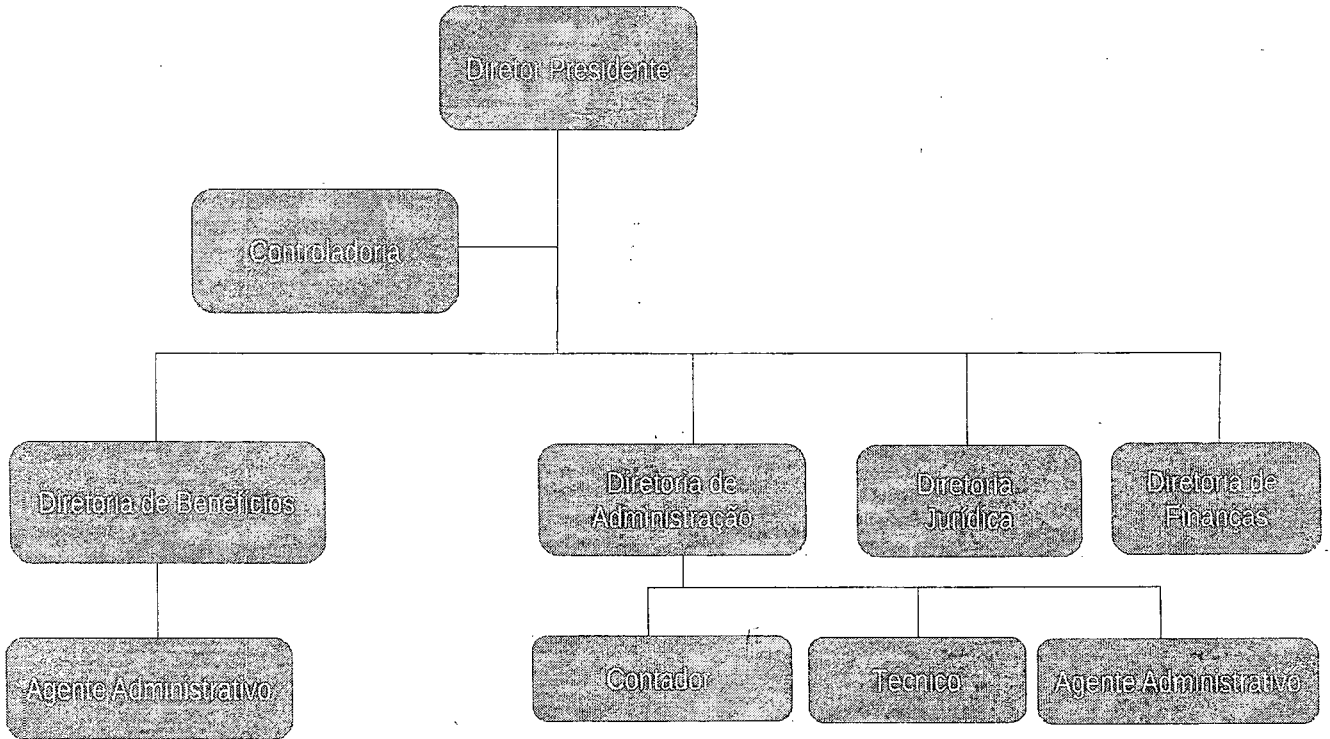 Diretor Presidente
Controladoria
Diretoria de Benefícios
Diretoria de
Administração
Diretoria
Jurídica
Diretoria de
Finanças
Agente Administrativo
Contador
Técnico
Agente Administrativo